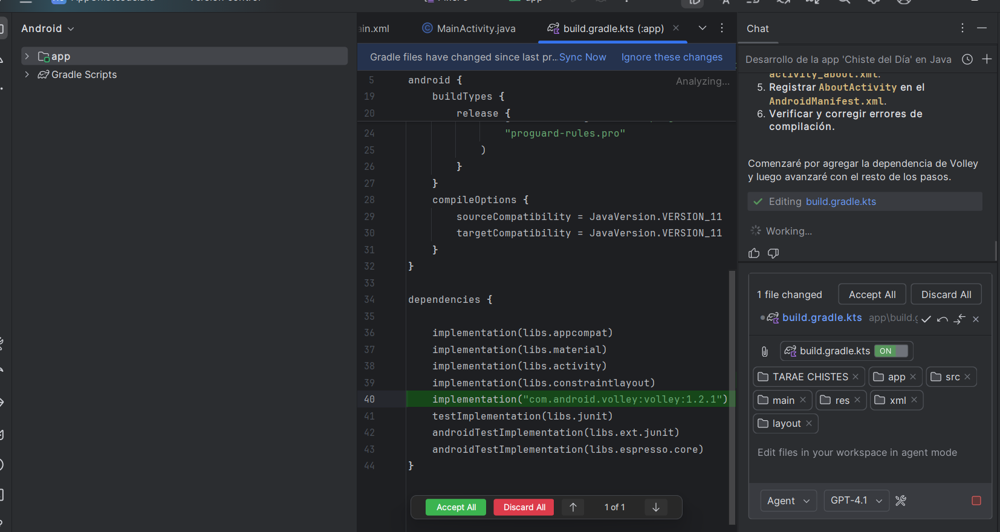 Android
app
Gradle Scripts
ain.xml
MainActivity.java
build.gradle.kts (:app)
Gradle files have changed since last pr...Sync Now Ignore these changes
Analyzing...
5 android {
19 buildTypes {
20 release {
24 "proguard-rules.pro"
25 )
26 }
27 }
28 compileOptions {
29 sourceCompatibility = JavaVersion.VERSION_11
30 targetCompatibility = JavaVersion.VERSION_11
31 }
32 }
33
34 dependencies {
35
36 implementation(libs.appcompat)
37 implementation(libs.material)
38 implementation(libs.activity)
39 implementation(libs.constraintlayout)
40 implementation("com.android.volley:volley:1.2.1")
41 testImplementation(libs.junit)
42 androidTestImplementation(libs.ext.junit)
43 androidTestImplementation(libs.espresso.core)
44 }
Accept All Discard All 1 of 1
Chat
Desarrollo de la app 'Chiste del Día' en Java
activity_about.xml.
5. Registrar AboutActivity en el
AndroidManifest.xml.
6. Verificar y corregir errores de
compilación.
Comenzaré por agregar la dependencia de Volley
y luego avanzaré con el resto de los pasos.
Editing build.gradle.kts
Working...
1 file changed Accept All Discard All
build.gradle.kts app\build.g
build.gradle.kts ON
TARAE CHISTES app src
main res xml
layout
Edit files in your workspace in agent mode
Agent GPT-4.1